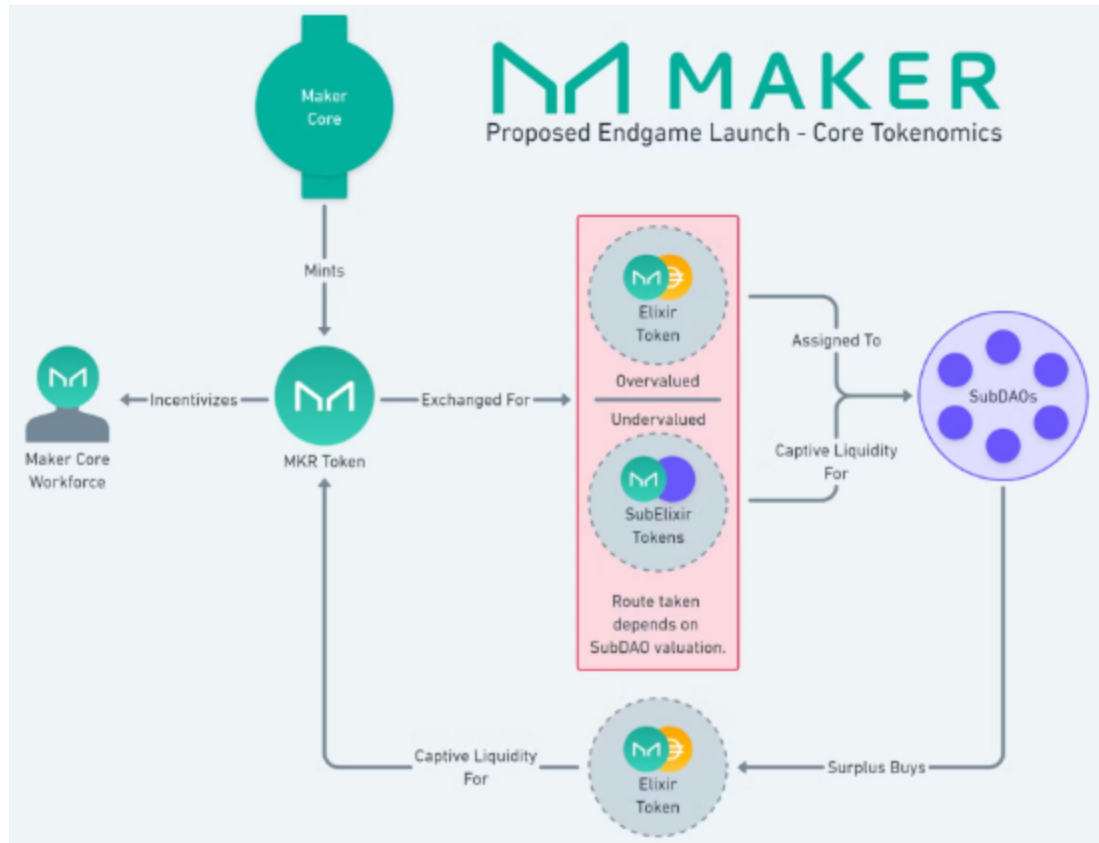 MAKER
Proposed Endgame Launch - Core Tokenomics
Maker
Core
Mints
Maker Core
Workforce
Incentivizes
MKR Token
Exchanged For
Elixir
Token
Overvalued
Undervalued
SubElixir
Tokens
Route taken
depends on
SubDAO valuation.
Assigned To
Captive Liquidity
For
SubDAOs
Surplus Buys
Elixir
Token
Captive Liquidity
For